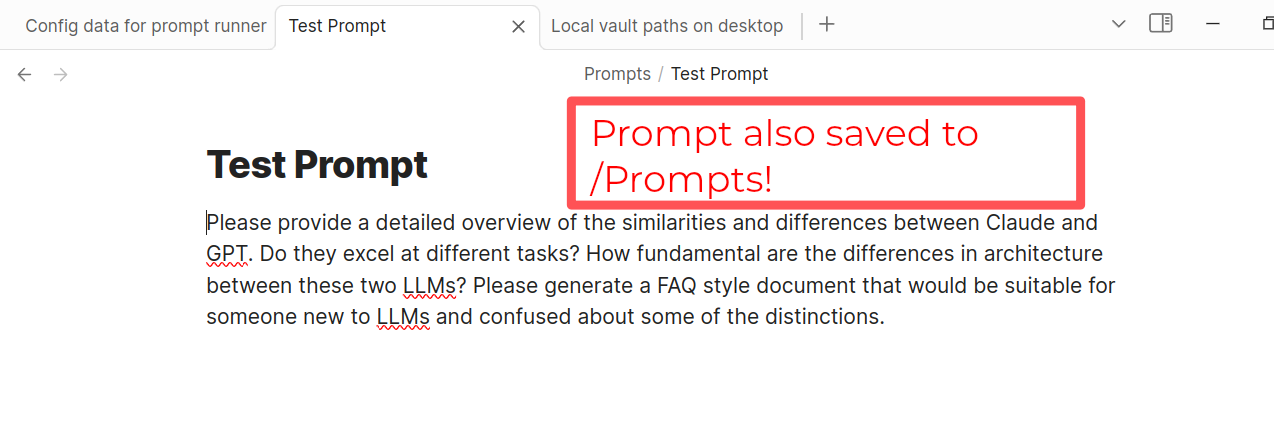 Config data for prompt runner
Test Prompt
Local vault paths on desktop
Prompts / Test Prompt
Prompt also saved to
/Prompts!
Test Prompt
Please provide a detailed overview of the similarities and differences between Claude and
GPT. Do they excel at different tasks? How fundamental are the differences in architecture
between these two LLMs? Please generate a FAQ style document that would be suitable for
someone new to LLMs and confused about some of the distinctions.